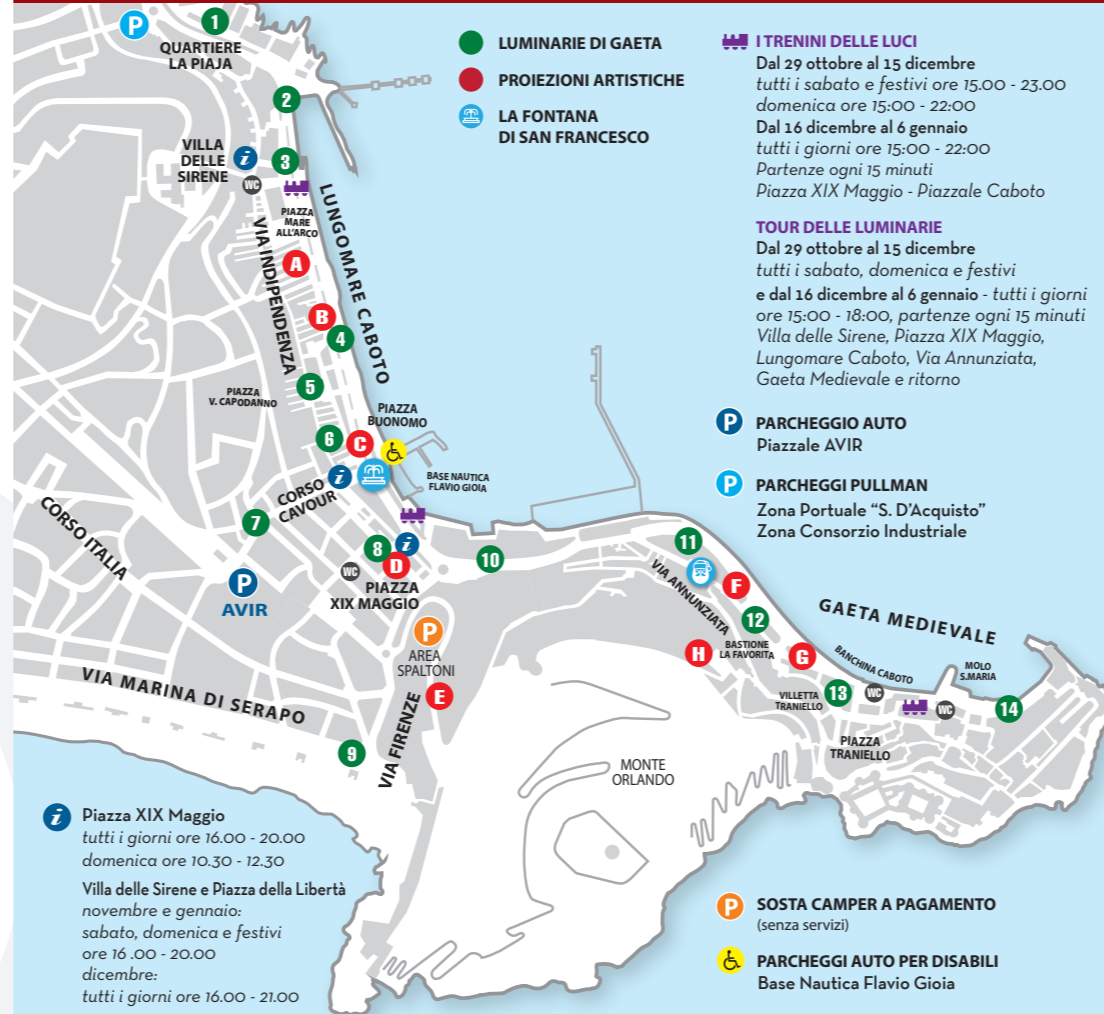 P
1
QUARTIERE
LA PIAJA
2
VILLA
DELLE
SIRENE
i
3
WC
PIAZZA
MARE
ALL'ARCO
LUNGOMARE CABOTO
VIA INDIPENDENZA
A
B
4
5
PIAZZA
V. CAPODANNO
PIAZZA
BUONOMO
6
C
BASE NAUTICA
FLAVIO GIOIA
i
CORSO
CAVOUR
CORSO ITALIA
7
8
i
D
WC
PIAZZA
XIX MAGGIO
10
P
AVIR
P
AREA
SPALTONI
E
VIA MARINA DI SERAPO
9
VIA FIRENZE
11
VIA ANNUNZIATA
F
12
BASTIONE
LA FAVORITA
H
G
GAETA MEDIEVALE
BANCHINA CABOTO
MOLO
S.MARIA
VILLETTA
TRANIELLO
13
WC
WC
14
PIAZZA
TRANIELLO
MONTE
ORLANDO
LUMINARIE DI GAETA
PROIEZIONI ARTISTICHE
LA FONTANA
DI SAN FRANCESCO
I TRENINI DELLE LUCI
Dal 29 ottobre al 15 dicembre
tutti i sabato e festivi ore 15.00 - 23.00
domenica ore 15:00 - 22:00
Dal 16 dicembre al 6 gennaio
tutti i giorni ore 15:00 - 22:00
Partenze ogni 15 minuti
Piazza XIX Maggio - Piazzale Caboto
TOUR DELLE LUMINARIE
Dal 29 ottobre al 15 dicembre
tutti i sabato, domenica e festivi
e dal 16 dicembre al 6 gennaio - tutti i giorni
ore 15:00 - 18:00, partenze ogni 15 minuti
Villa delle Sirene, Piazza XIX Maggio,
Lungomare Caboto, Via Annunziata,
Gaeta Medievale e ritorno
P PARCHEGGIO AUTO
Piazzale AVIR
P PARCHEGGI PULLMAN
Zona Portuale “S. D’Acquisto”
Zona Consorzio Industriale
i Piazza XIX Maggio
tutti i giorni ore 16.00 - 20.00
domenica ore 10.30 - 12.30
Villa delle Sirene e Piazza della Libertà
novembre e gennaio:
sabato, domenica e festivi
ore 16 .00 - 20.00
dicembre:
tutti i giorni ore 16.00 - 21.00
P SOSTA CAMPER A PAGAMENTO
(senza servizi)
PARCHEGGI AUTO PER DISABILI
Base Nautica Flavio Gioia